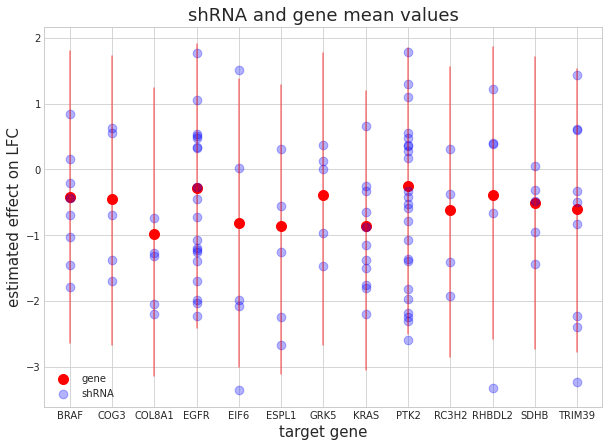 shRNA and gene mean values
estimated effect on LFC
2
1
0
−1
−2
−3
gene
shRNA
BRAF COG3 COL8A1 EGFR EIF6 ESPL1 GRK5 KRAS PTK2 RC3H2 RHBDL2 SDHB TRIM39
target gene